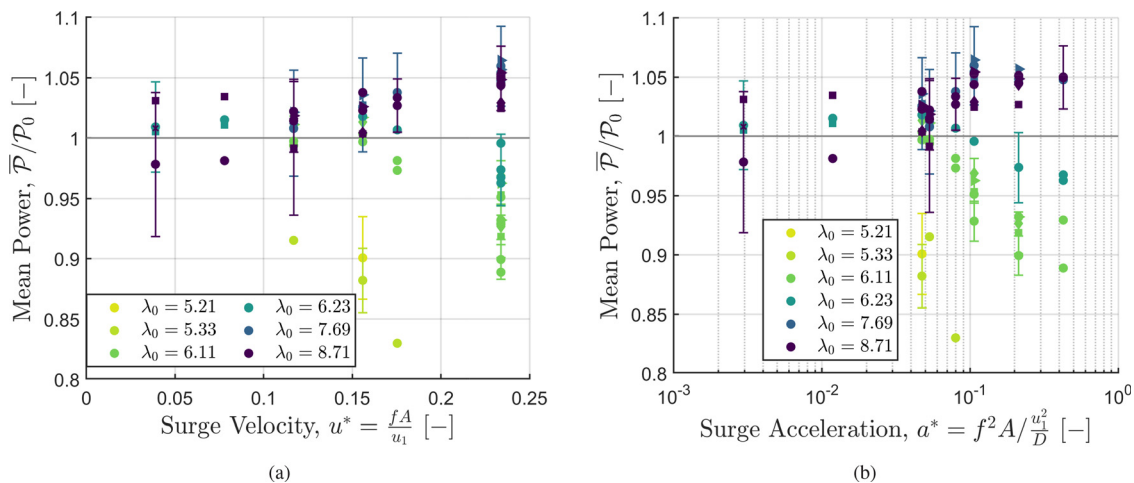 1.1
1.05
1
0.95
0.9
0.85
0.8
Mean Power, P̅/P₀ [−]
λ₀ = 5.21
λ₀ = 5.33
λ₀ = 6.11
λ₀ = 6.23
λ₀ = 7.69
λ₀ = 8.71
0 0.05 0.1 0.15 0.2 0.25
Surge Velocity, u* = fA/u₁ [−]
(a)
1.1
1.05
1
0.95
0.9
0.85
0.8
Mean Power, P̅/P₀ [−]
λ₀ = 5.21
λ₀ = 5.33
λ₀ = 6.11
λ₀ = 6.23
λ₀ = 7.69
λ₀ = 8.71
10⁻³ 10⁻² 10⁻¹ 10⁰
Surge Acceleration, a* = f²A/(u₁²/D) [−]
(b)